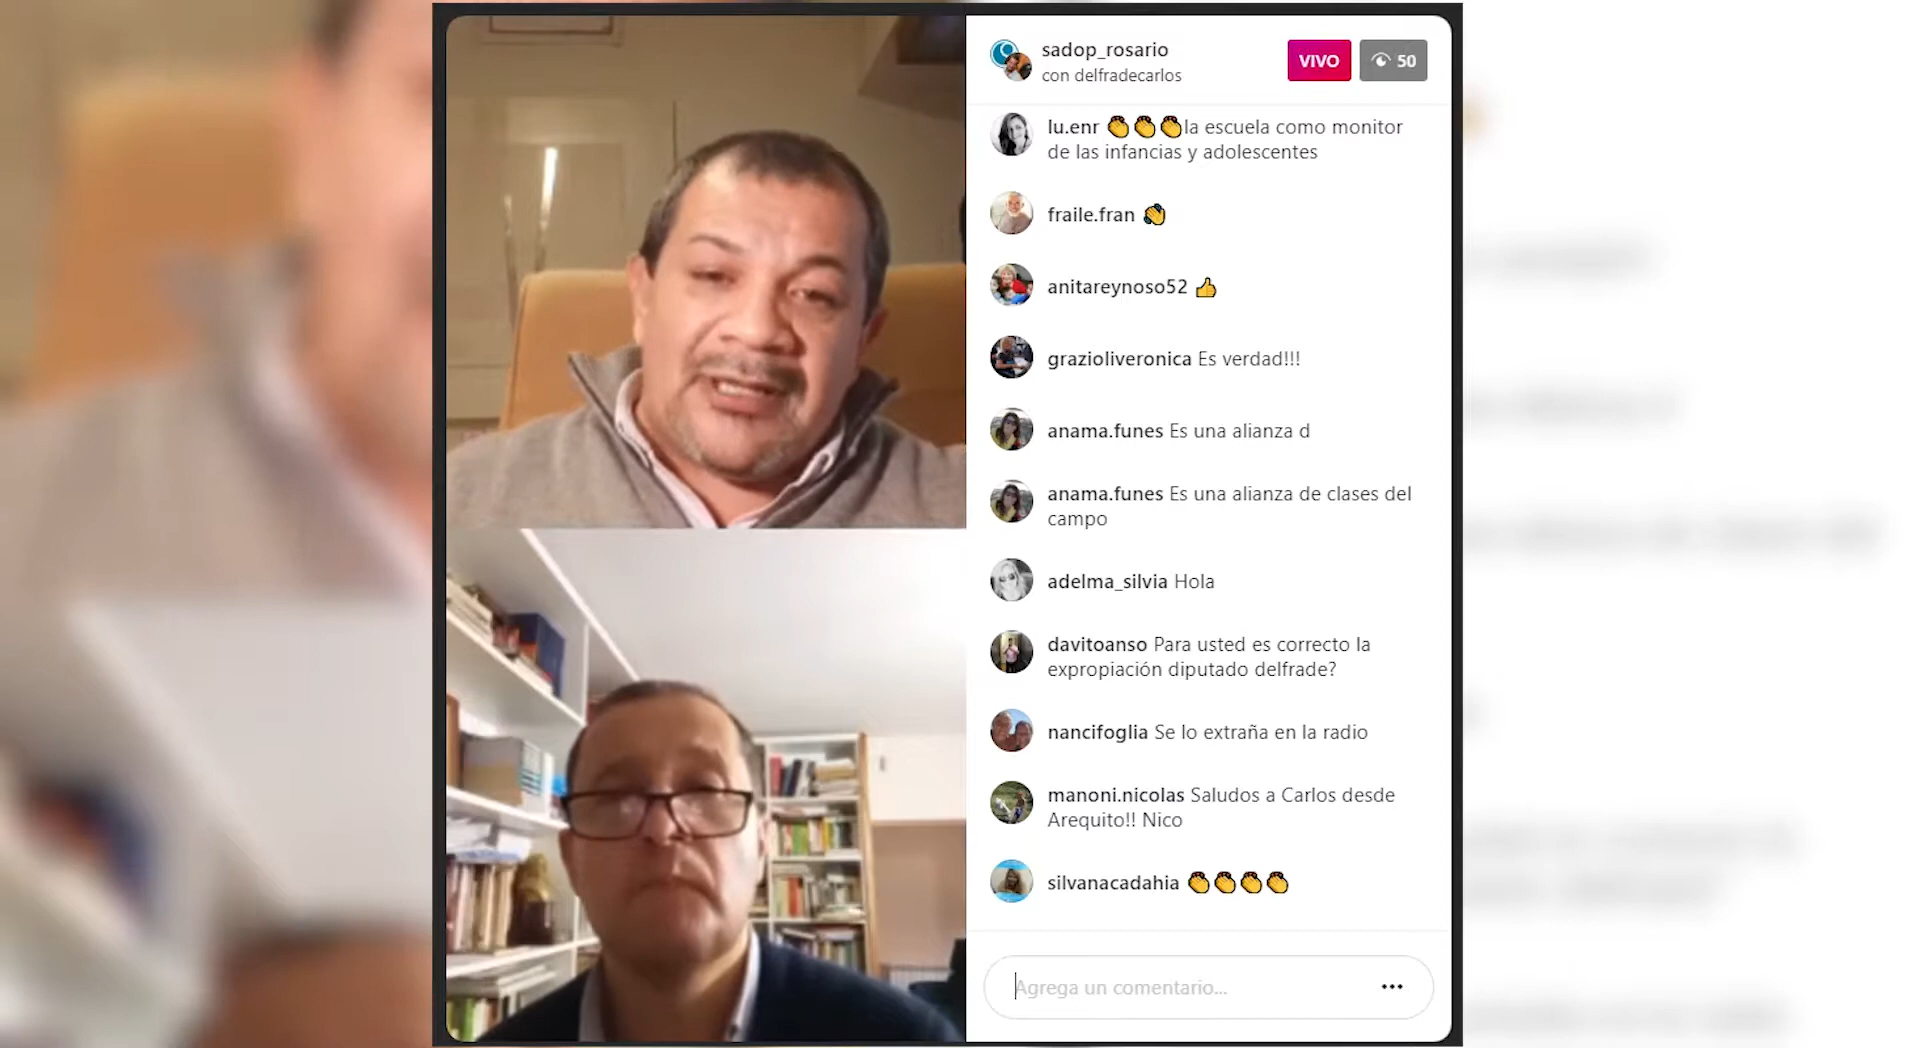 sadop_rosario
con delfradecarlos
VIVO
50
lu.enr 👏👏👏la escuela como monitor
de las infancias y adolescentes
fraile.fran 👏
anitareynoso52 👍
grazioliveronica Es verdad!!!
anama.funes Es una alianza d
anama.funes Es una alianza de clases del
campo
adelma_silvia Hola
davitoanso Para usted es correcto la
expropiación diputado delfrade?
nancifoglia Se lo extraña en la radio
manoni.nicolas Saludos a Carlos desde
Arequito!! Nico
silvanacadahia 👏👏👏👏
Agrega un comentario...